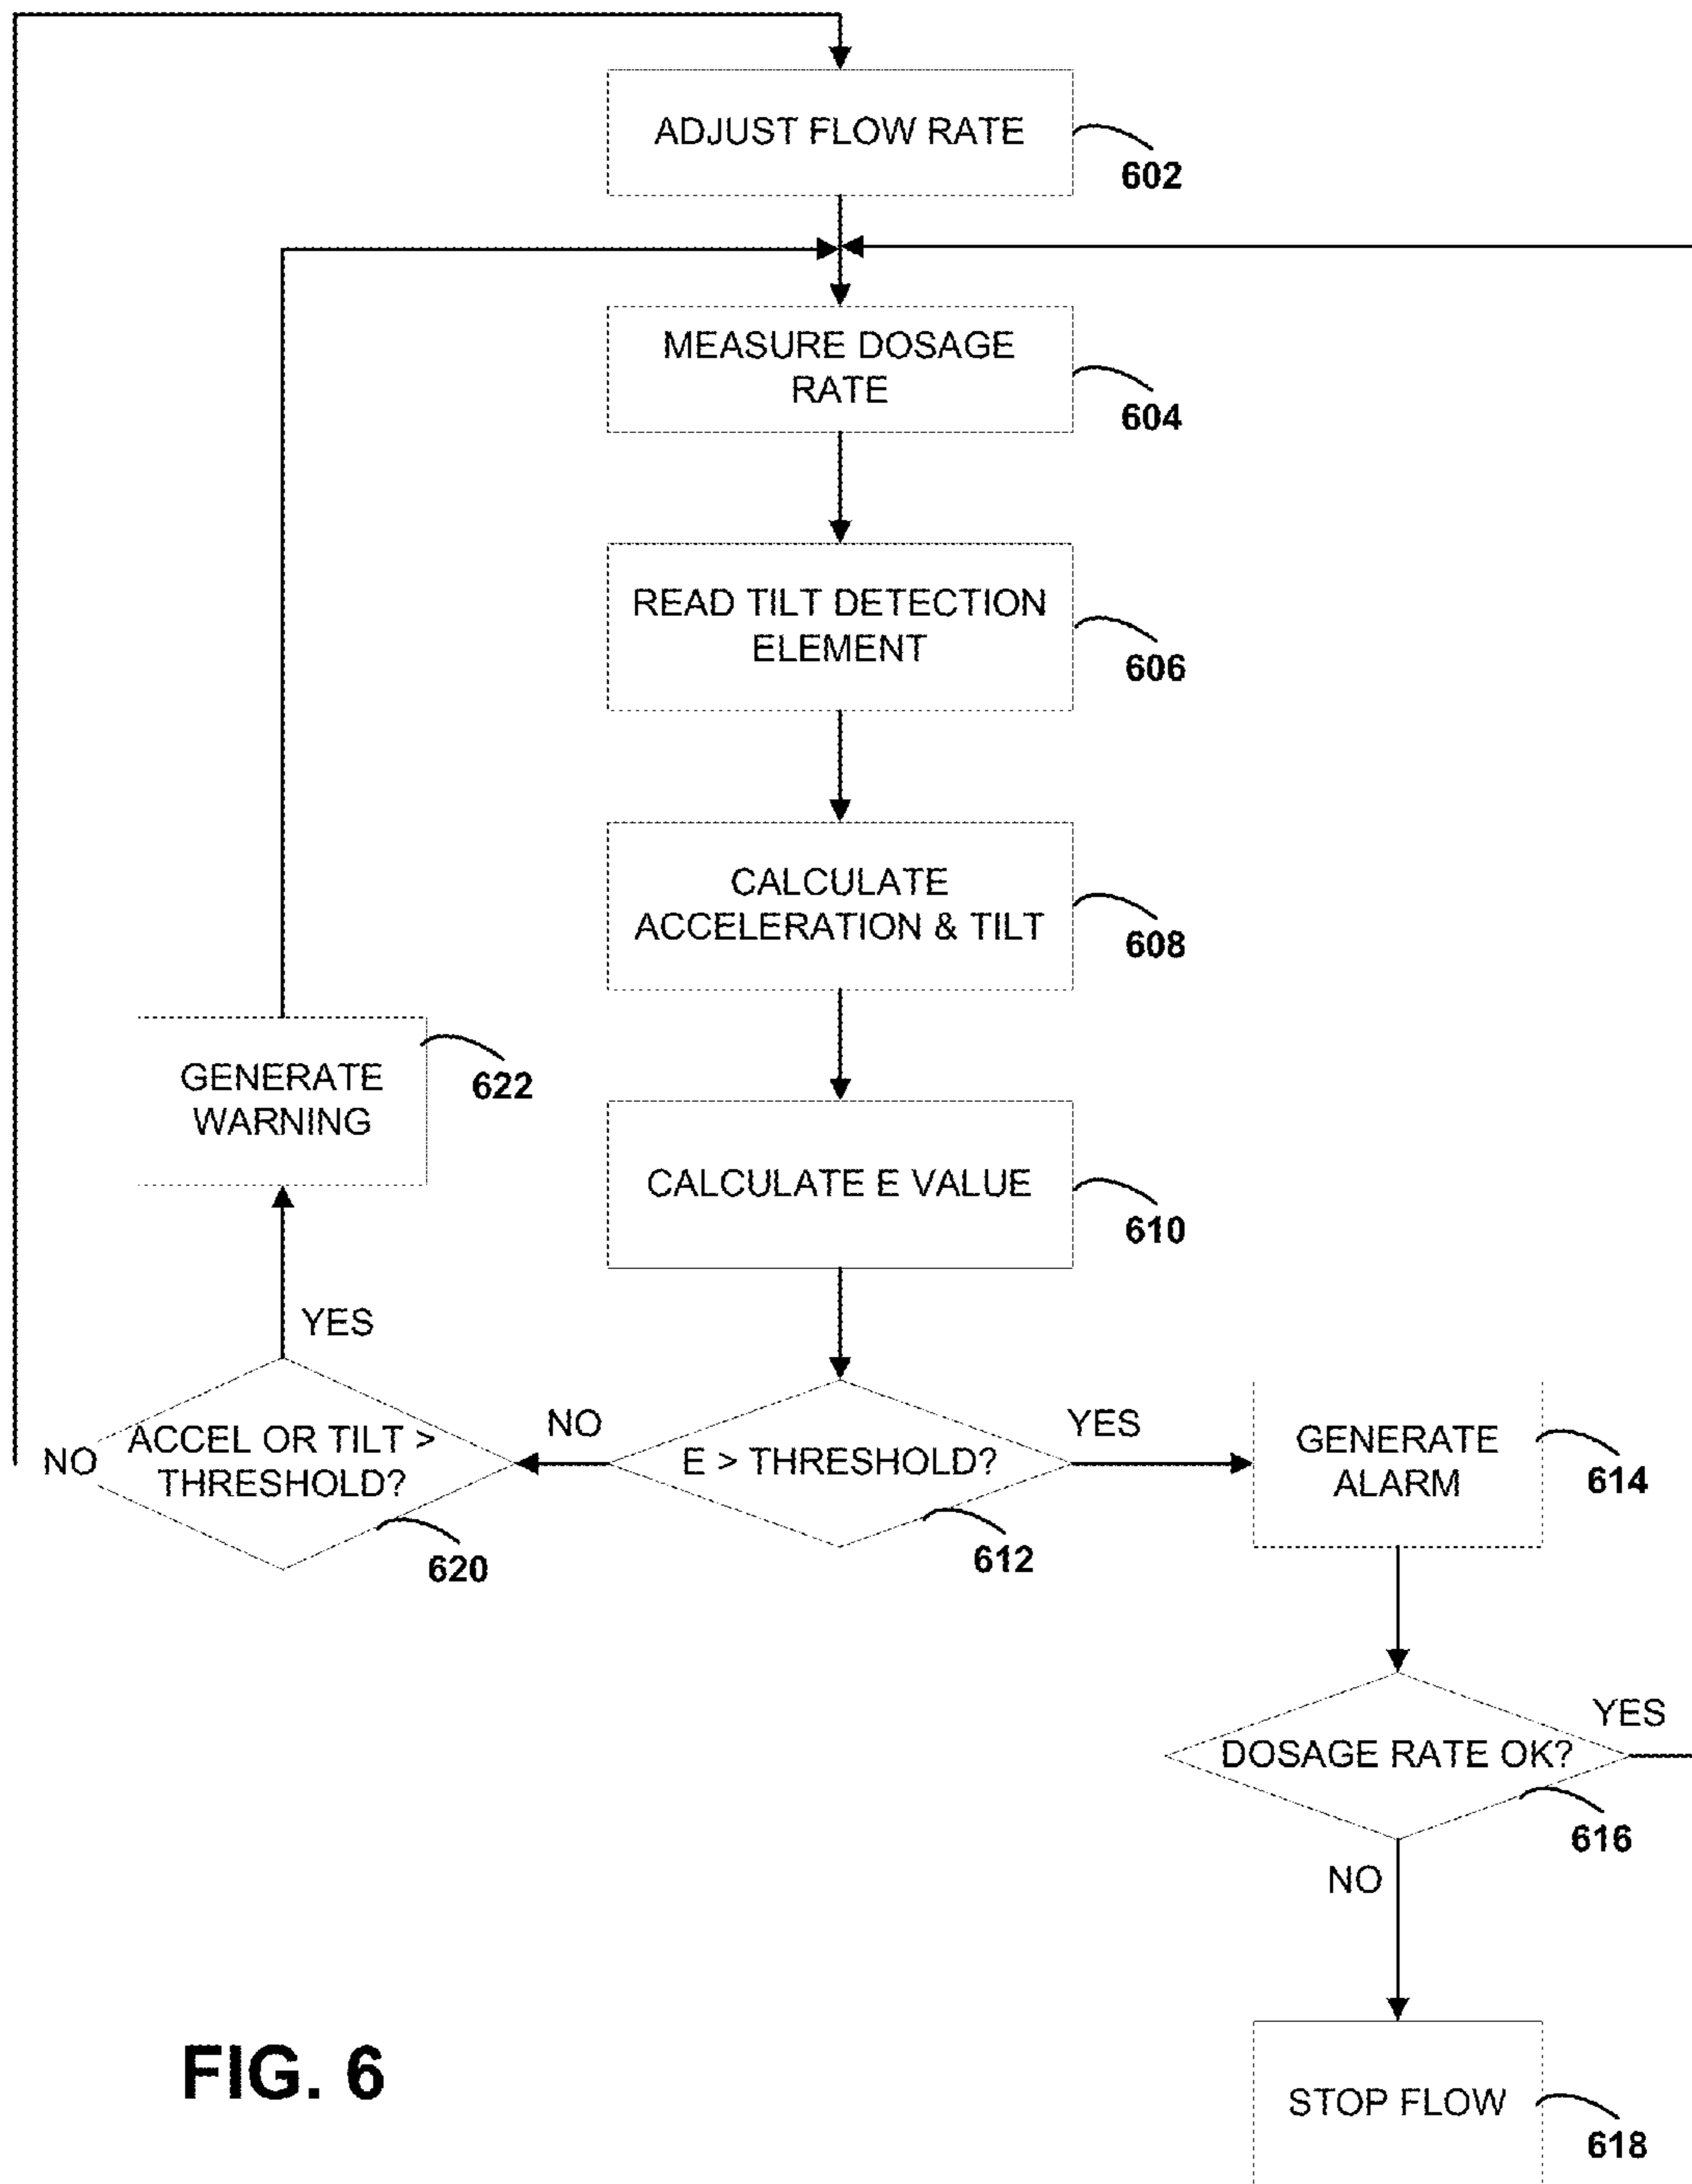 ADJUST FLOW RATE
602
MEASURE DOSAGE
RATE
604
READ TILT DETECTION
ELEMENT
606
CALCULATE
ACCELERATION & TILT
608
GENERATE
WARNING
622
CALCULATE E VALUE
610
YES
NO
ACCEL OR TILT >
THRESHOLD?
620
NO
E > THRESHOLD?
612
YES
GENERATE
ALARM
614
DOSAGE RATE OK?
616
YES
NO
STOP FLOW
618
FIG. 6